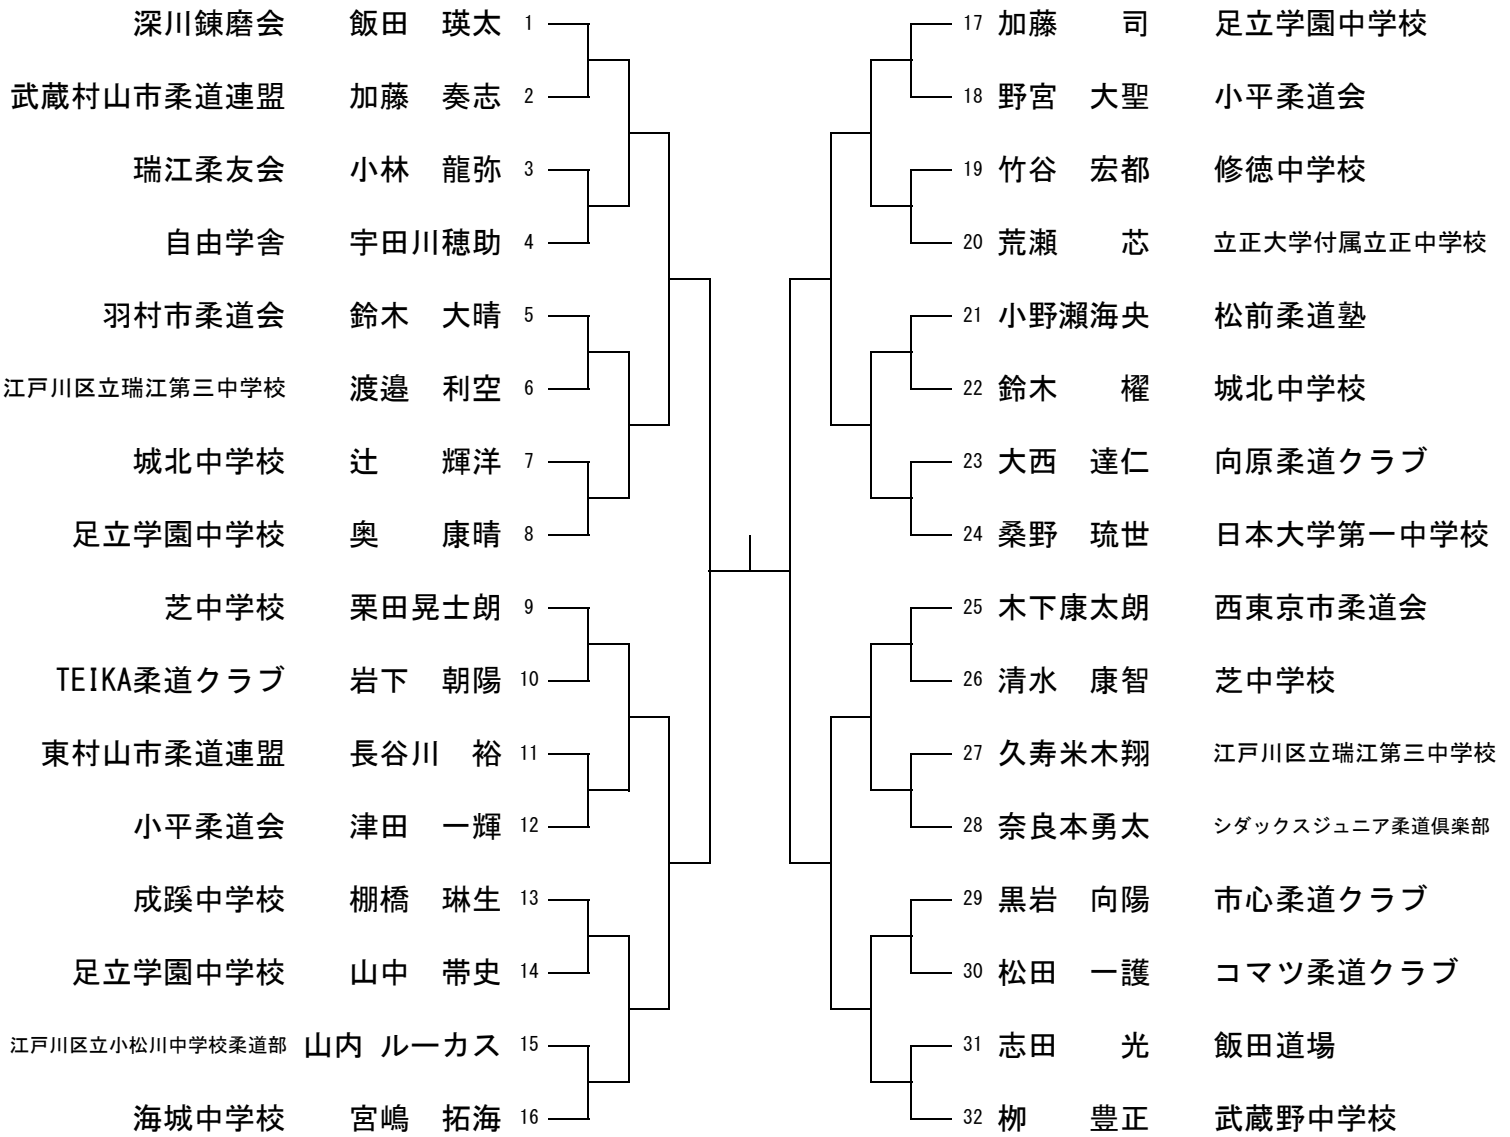 深川錬磨会 飯田 瑛太 1
武蔵村山市柔道連盟 加藤 奏志 2
瑞江柔友会 小林 龍弥 3
自由学舎 宇田川穂助 4
羽村市柔道会 鈴木 大晴 5
江戸川区立瑞江第三中学校 渡邉 利空 6
城北中学校 辻 輝洋 7
足立学園中学校 奥 康晴 8
芝中学校 栗田晃士朗 9
TEIKA柔道クラブ 岩下 朝陽 10
東村山市柔道連盟 長谷川 裕 11
小平柔道会 津田 一輝 12
成蹊中学校 棚橋 琳生 13
足立学園中学校 山中 帯史 14
江戸川区立小松川中学校柔道部 山内 ルーカス 15
海城中学校 宮嶋 拓海 16
17 加藤 司 足立学園中学校
18 野宮 大聖 小平柔道会
19 竹谷 宏都 修徳中学校
20 荒瀬 芯 立正大学付属立正中学校
21 小野瀨海央 松前柔道塾
22 鈴木 櫂 城北中学校
23 大西 達仁 向原柔道クラブ
24 桑野 琉世 日本大学第一中学校
25 木下康太朗 西東京市柔道会
26 清水 康智 芝中学校
27 久寿米木翔 江戸川区立瑞江第三中学校
28 奈良本勇太 シダックスジュニア柔道倶楽部
29 黒岩 向陽 市心柔道クラブ
30 松田 一護 コマツ柔道クラブ
31 志田 光 飯田道場
32 栁 豊正 武蔵野中学校